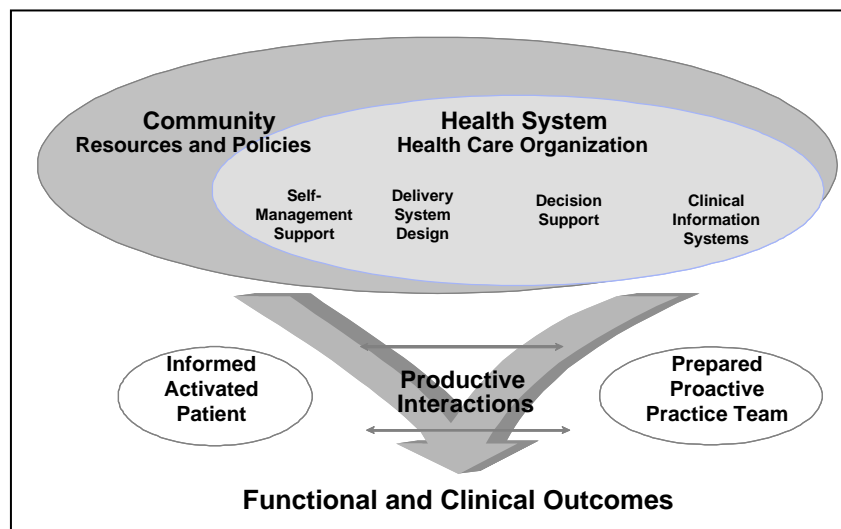 Community
Resources and Policies
Health System
Health Care Organization
Self-
Management
Support
Delivery
System
Design
Decision
Support
Clinical
Information
Systems
Informed
Activated
Patient
Productive
Interactions
Prepared
Proactive
Practice Team
Functional and Clinical Outcomes